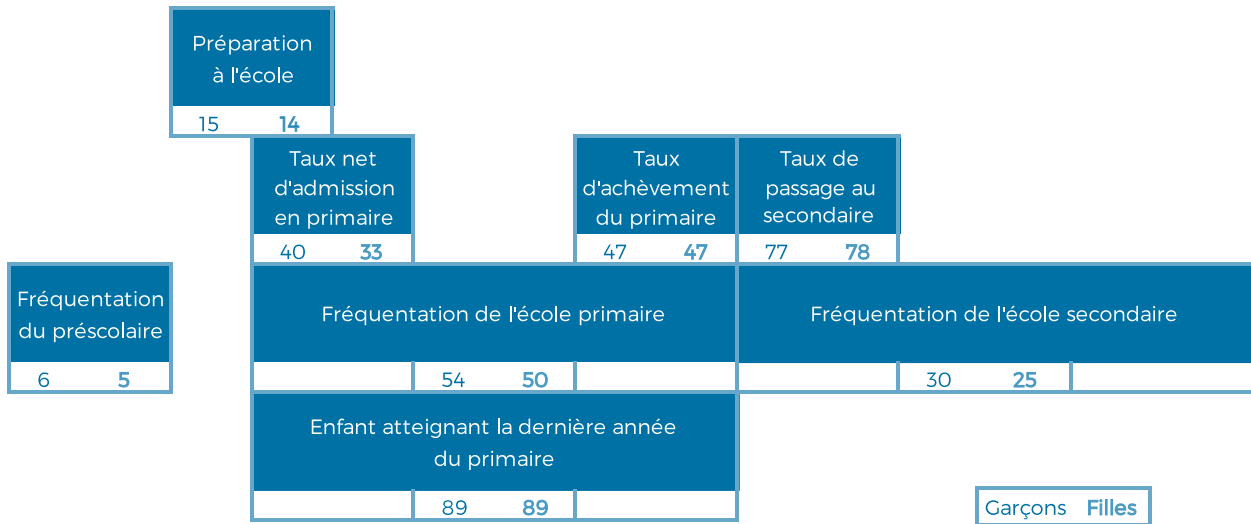 Préparation
à l'école
15 14
Taux net
d'admission
en primaire
40 33
Taux
d'achèvement
du primaire
47 47
Taux de
passage au
secondaire
77 78
Fréquentation
du préscolaire
6 5
Fréquentation de l'école primaire
54 50
Fréquentation de l'école secondaire
30 25
Enfant atteignant la dernière année
du primaire
89 89
Garçons Filles